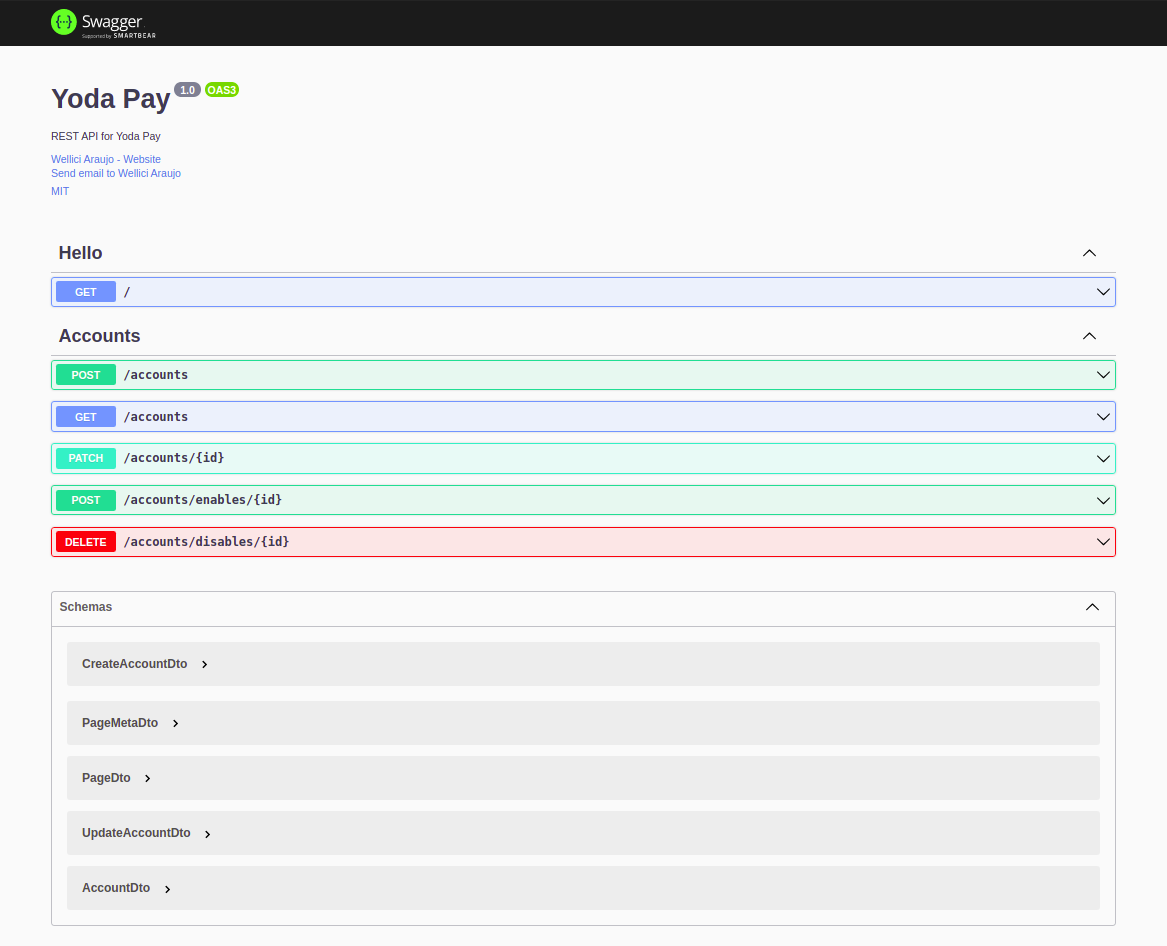 {···} Swagger
Supported by SMARTBEAR
Yoda Pay 1.0 OAS3
REST API for Yoda Pay
Wellici Araujo - Website
Send email to Wellici Araujo
MIT
Hello
GET /
Accounts
POST /accounts
GET /accounts
PATCH /accounts/{id}
POST /accounts/enables/{id}
DELETE /accounts/disables/{id}
Schemas
CreateAccountDto
PageMetaDto
PageDto
UpdateAccountDto
AccountDto